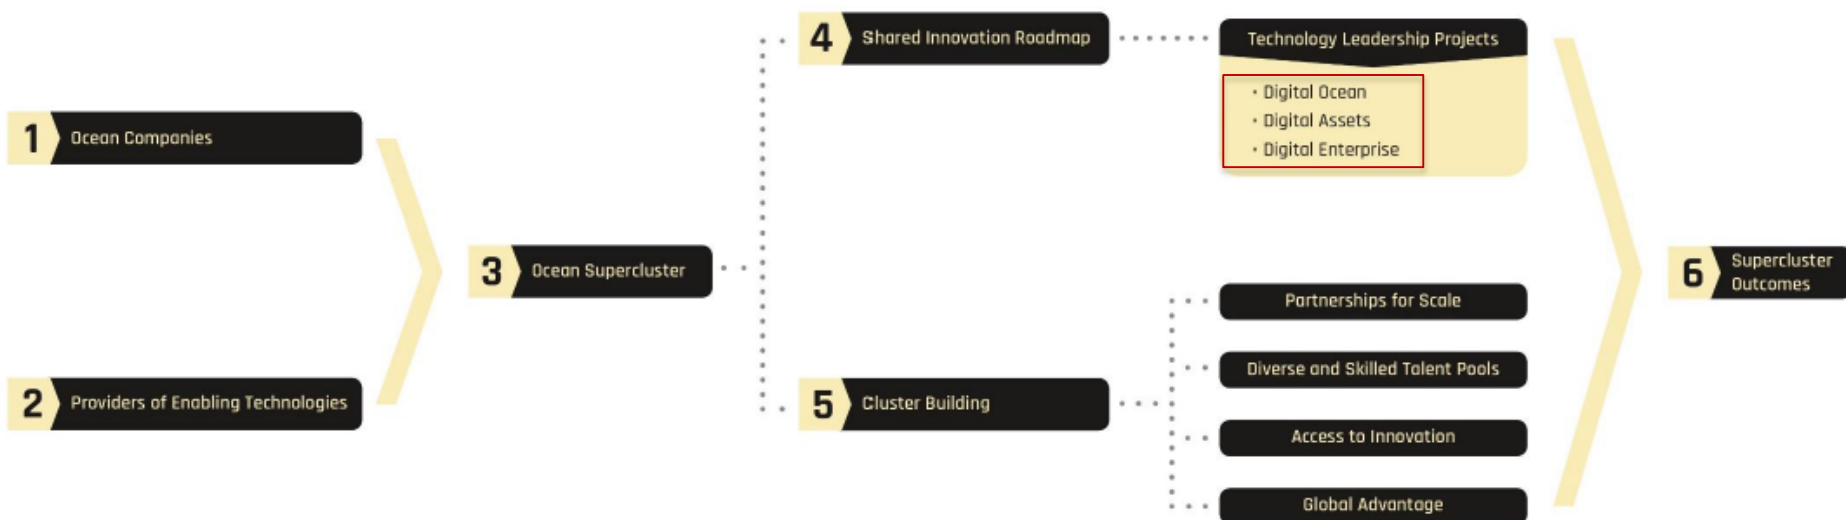 1 Ocean Companies
2 Providers of Enabling Technologies
3 Ocean Supercluster
4 Shared Innovation Roadmap
Technology Leadership Projects
· Digital Ocean
· Digital Assets
· Digital Enterprise
5 Cluster Building
Partnerships for Scale
Diverse and Skilled Talent Pools
Access to Innovation
Global Advantage
6 Supercluster
Outcomes